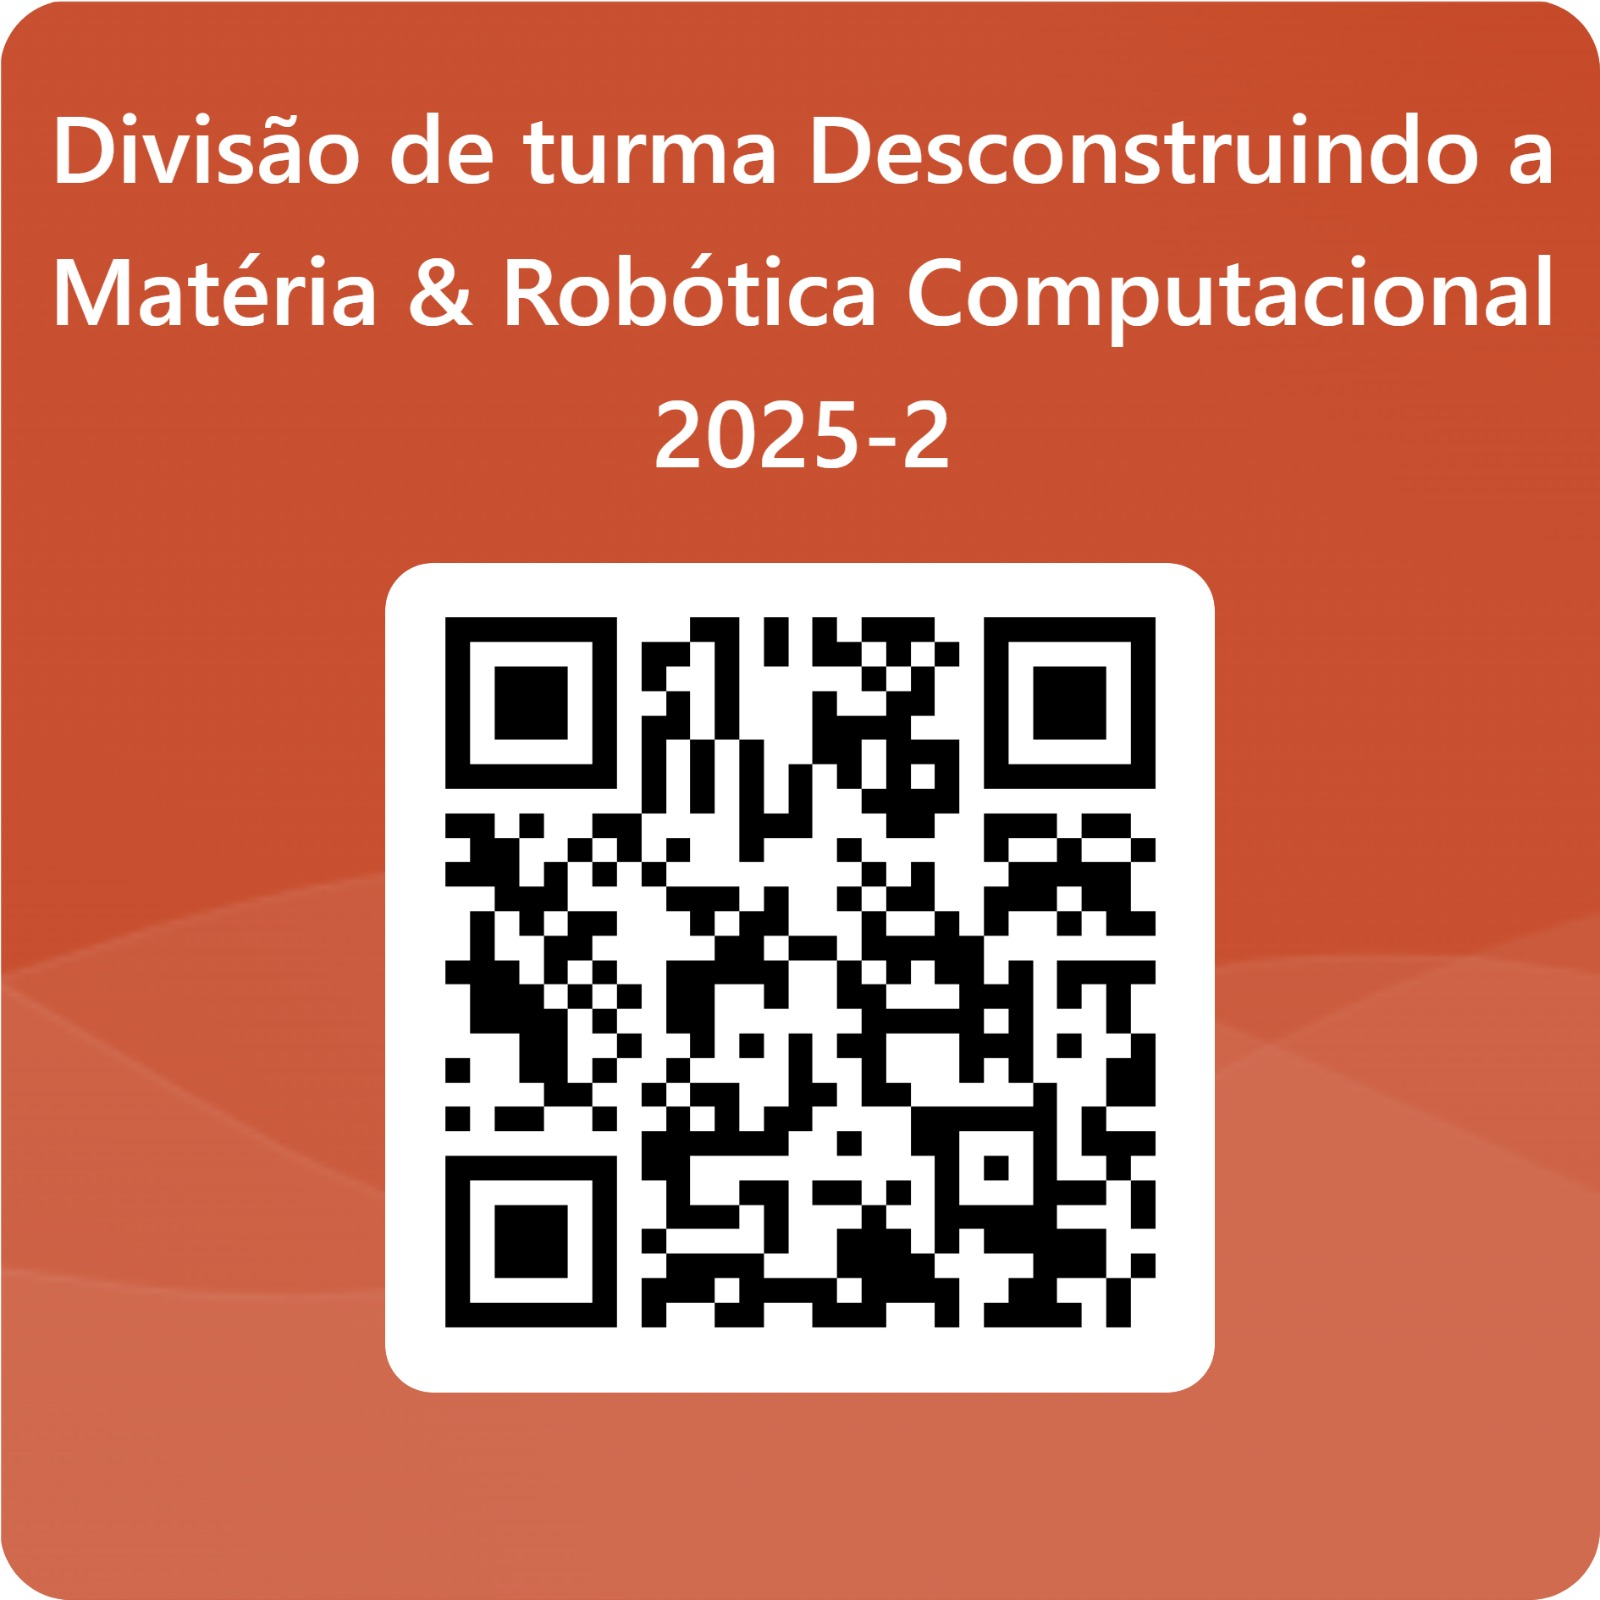 Divisão de turma Desconstruindo a
Matéria & Robótica Computacional
2025-2